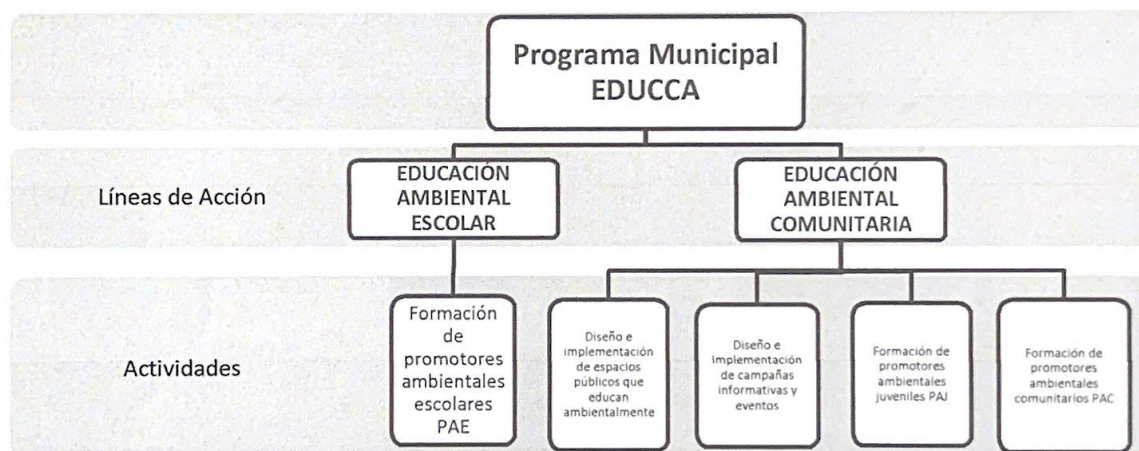 Programa Municipal
EDUCCA
Líneas de Acción
EDUCACIÓN
AMBIENTAL
ESCOLAR
EDUCACIÓN
AMBIENTAL
COMUNITARIA
Actividades
Formación
de
promotores
ambientales
escolares
PAE
Diseño e
implementación
de espacios
públicos que
educan
ambientalmente
Diseño e
implementación
de campañas
informativas y
eventos
Formación de
promotores
ambientales
juveniles PAJ
Formación de
promotores
ambientales
comunitarios PAC